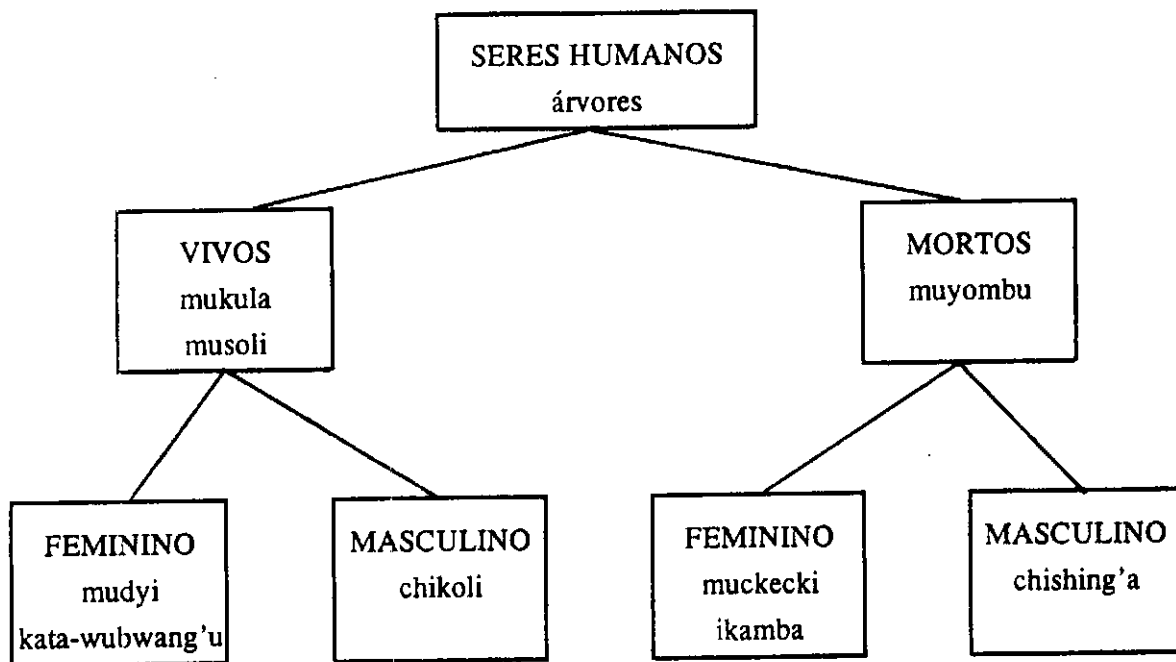 SERES HUMANOS
árvores
VIVOS
mukula
musoli
MORTOS
muyombu
FEMININO
mudyi
kata-wubwang'u
MASCULINO
chikoli
FEMININO
muckecki
ikamba
MASCULINO
chishing'a